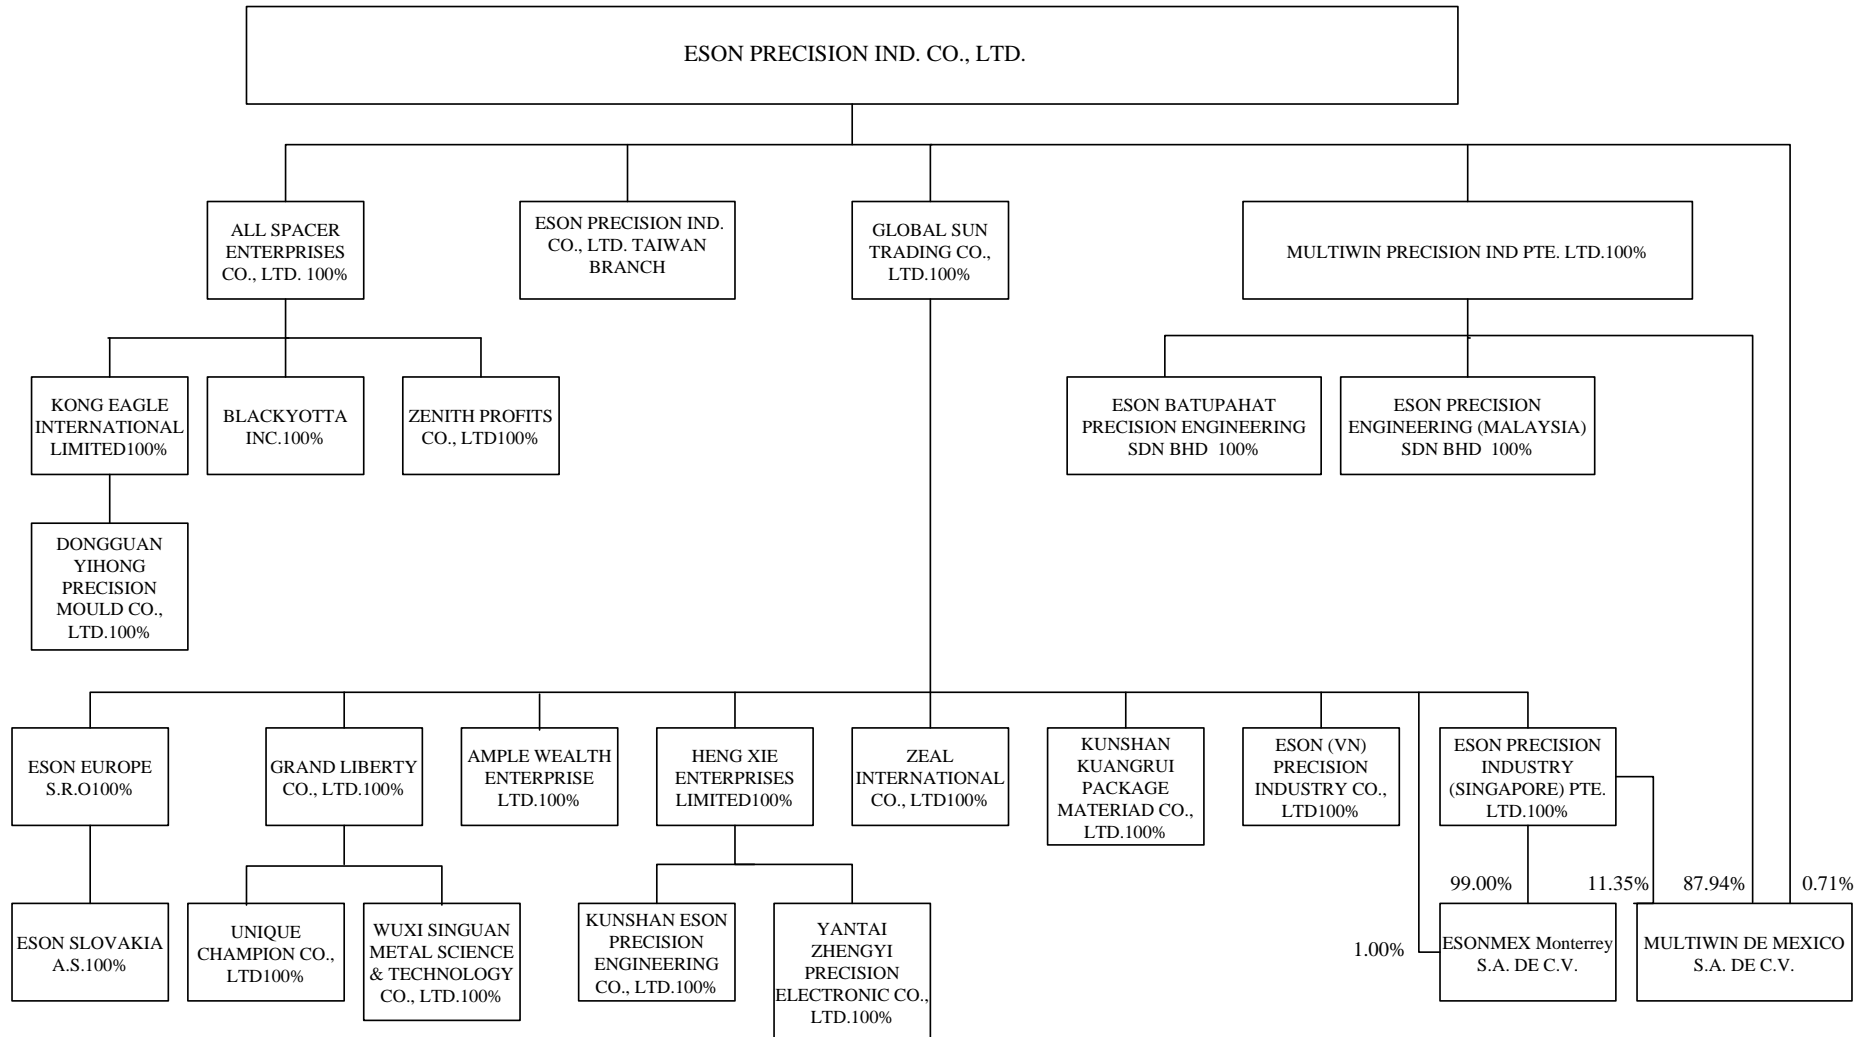 ESON PRECISION IND. CO., LTD.
ALL SPACER
ENTERPRISES
CO., LTD. 100%
ESON PRECISION IND.
CO., LTD. TAIWAN
BRANCH
GLOBAL SUN
TRADING CO.,
LTD.100%
MULTIWIN PRECISION IND PTE. LTD.100%
KONG EAGLE
INTERNATIONAL
LIMITED100%
BLACKYOTTA
INC.100%
ZENITH PROFITS
CO., LTD100%
ESON BATUPAHAT
PRECISION ENGINEERING
SDN BHD 100%
ESON PRECISION
ENGINEERING (MALAYSIA)
SDN BHD 100%
DONGGUAN
YIHONG
PRECISION
MOULD CO.,
LTD.100%
ESON EUROPE
S.R.O100%
GRAND LIBERTY
CO., LTD.100%
AMPLE WEALTH
ENTERPRISE
LTD.100%
HENG XIE
ENTERPRISES
LIMITED100%
ZEAL
INTERNATIONAL
CO., LTD100%
KUNSHAN
KUANGRUI
PACKAGE
MATERIAD CO.,
LTD.100%
ESON (VN)
PRECISION
INDUSTRY CO.,
LTD100%
ESON PRECISION
INDUSTRY
(SINGAPORE) PTE.
LTD.100%
99.00%
11.35%
87.94%
0.71%
1.00%
ESON SLOVAKIA
A.S.100%
UNIQUE
CHAMPION CO.,
LTD100%
WUXI SINGUAN
METAL SCIENCE
& TECHNOLOGY
CO., LTD.100%
KUNSHAN ESON
PRECISION
ENGINEERING
CO., LTD.100%
YANTAI
ZHENGYI
PRECISION
ELECTRONIC CO.,
LTD.100%
ESONMEX Monterrey
S.A. DE C.V.
MULTIWIN DE MEXICO
S.A. DE C.V.